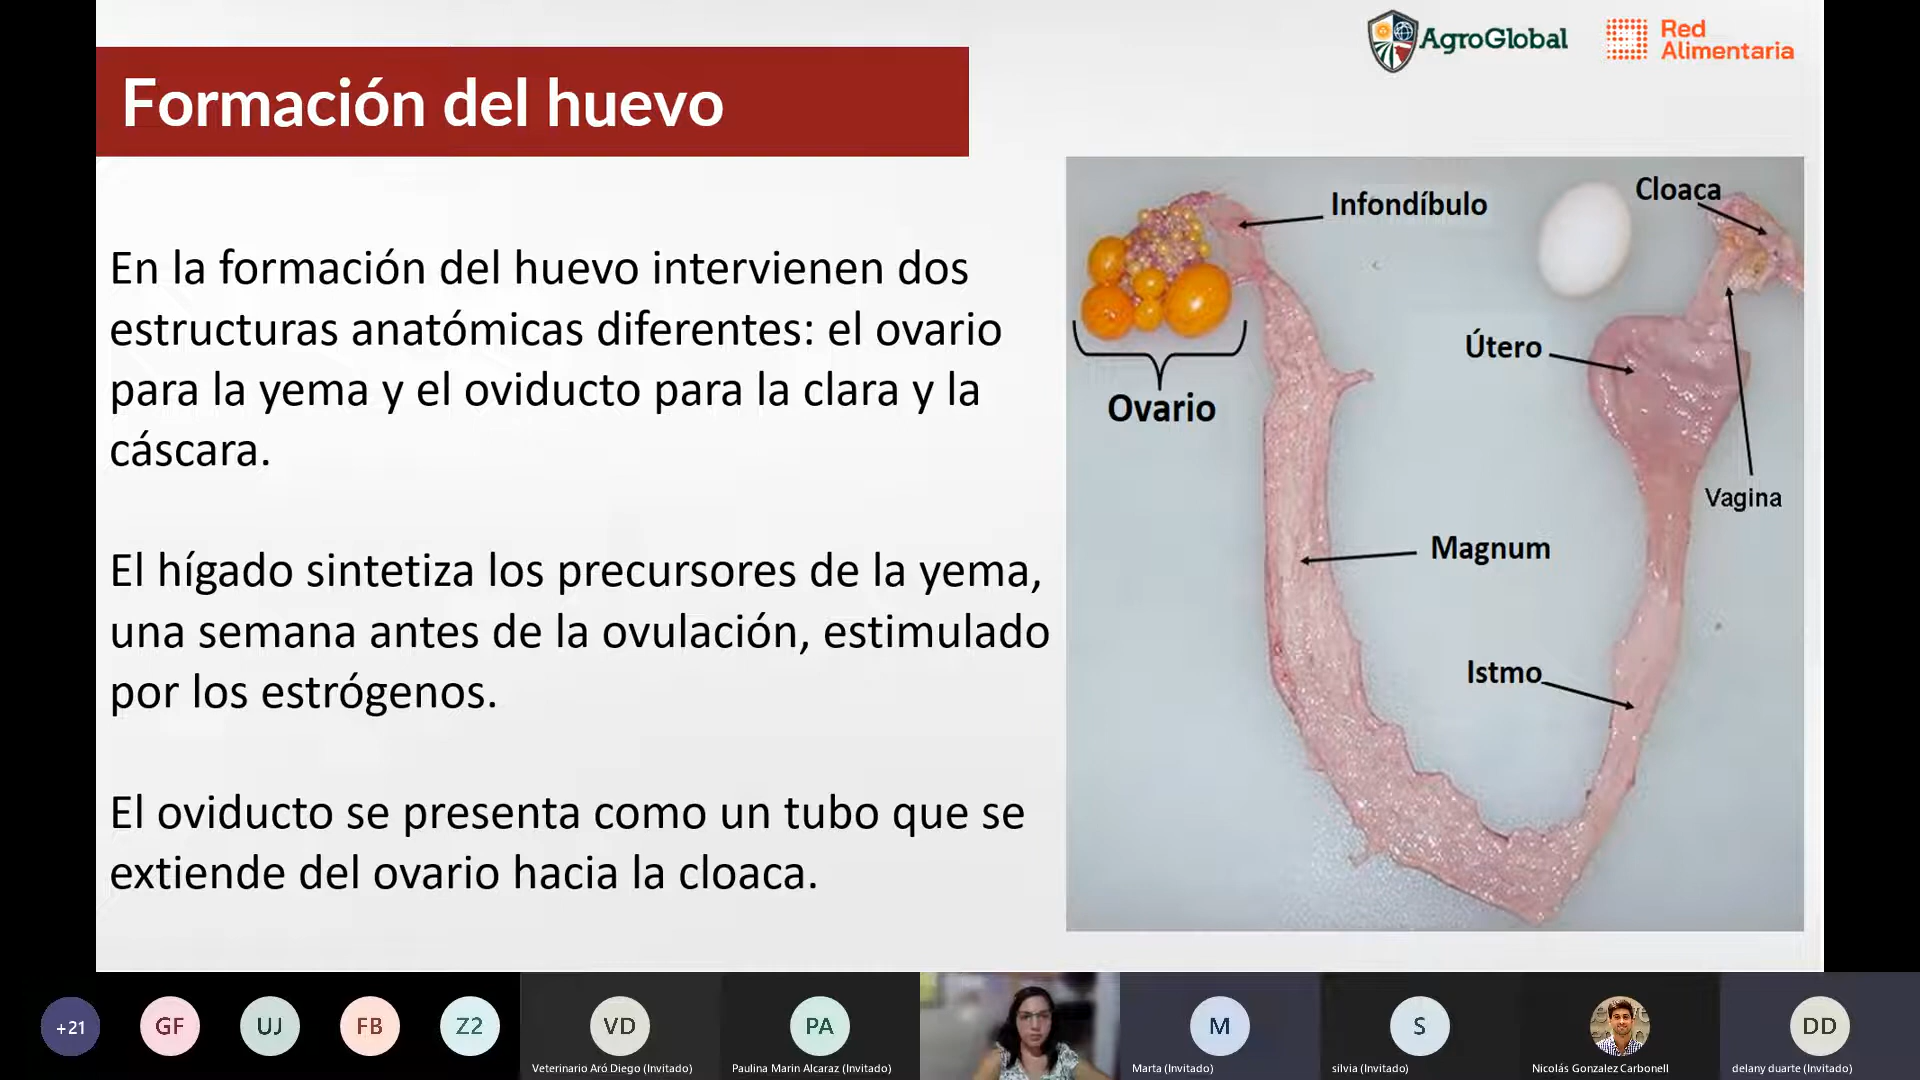 AgroGlobal
Red
Alimentaria
Formación del huevo
En la formación del huevo intervienen dos
estructuras anatómicas diferentes: el ovario
para la yema y el oviducto para la clara y la
cáscara.
El hígado sintetiza los precursores de la yema,
una semana antes de la ovulación, estimulado
por los estrógenos.
El oviducto se presenta como un tubo que se
extiende del ovario hacia la cloaca.
Infondíbulo
Cloaca
Útero
Ovario
Vagina
Magnum
Istmo
+21
GF
UJ
FB
Z2
VD
Veterinario Aró Diego (Invitado)
PA
Paulina Marin Alcaraz (Invitado)
M
Marta (Invitado)
S
silvia (Invitado)
Nicolás Gonzalez Carbonell
DD
delany duarte (Invitado)